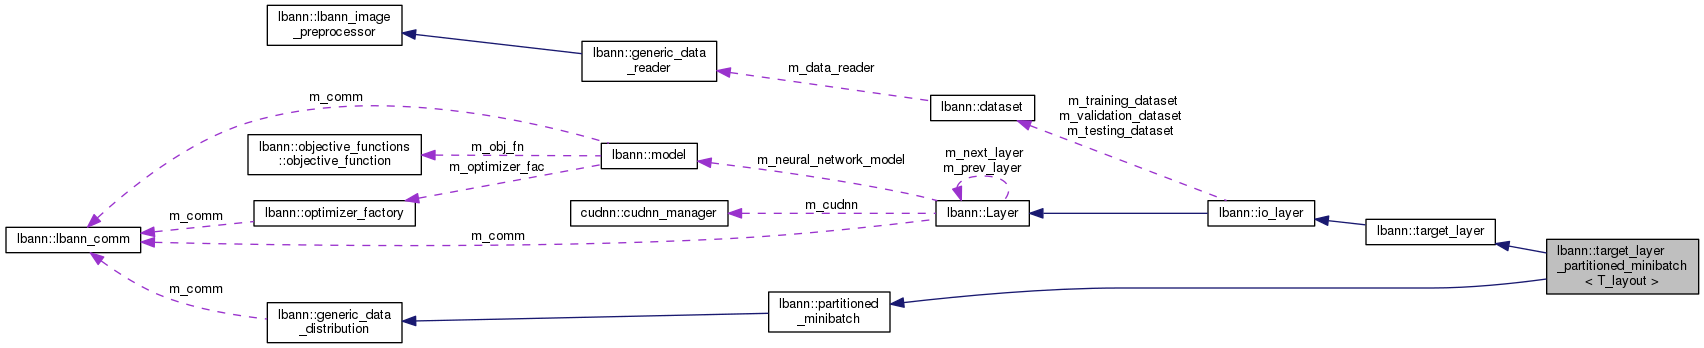 lbann::lbann_image
_preprocessor
lbann::generic_data
_reader
m_data_reader
m_comm
lbann::dataset
m_training_dataset
m_validation_dataset
m_testing_dataset
lbann::objective_functions
::objective_function
m_obj_fn
lbann::model
m_optimizer_fac
m_neural_network_model
m_next_layer
m_prev_layer
lbann::optimizer_factory
m_comm
cudnn::cudnn_manager
m_cudnn
lbann::Layer
lbann::io_layer
lbann::target_layer
lbann::lbann_comm
m_comm
lbann::target_layer
_partitioned_minibatch
< T_layout >
m_comm
lbann::generic_data
_distribution
lbann::partitioned
_minibatch